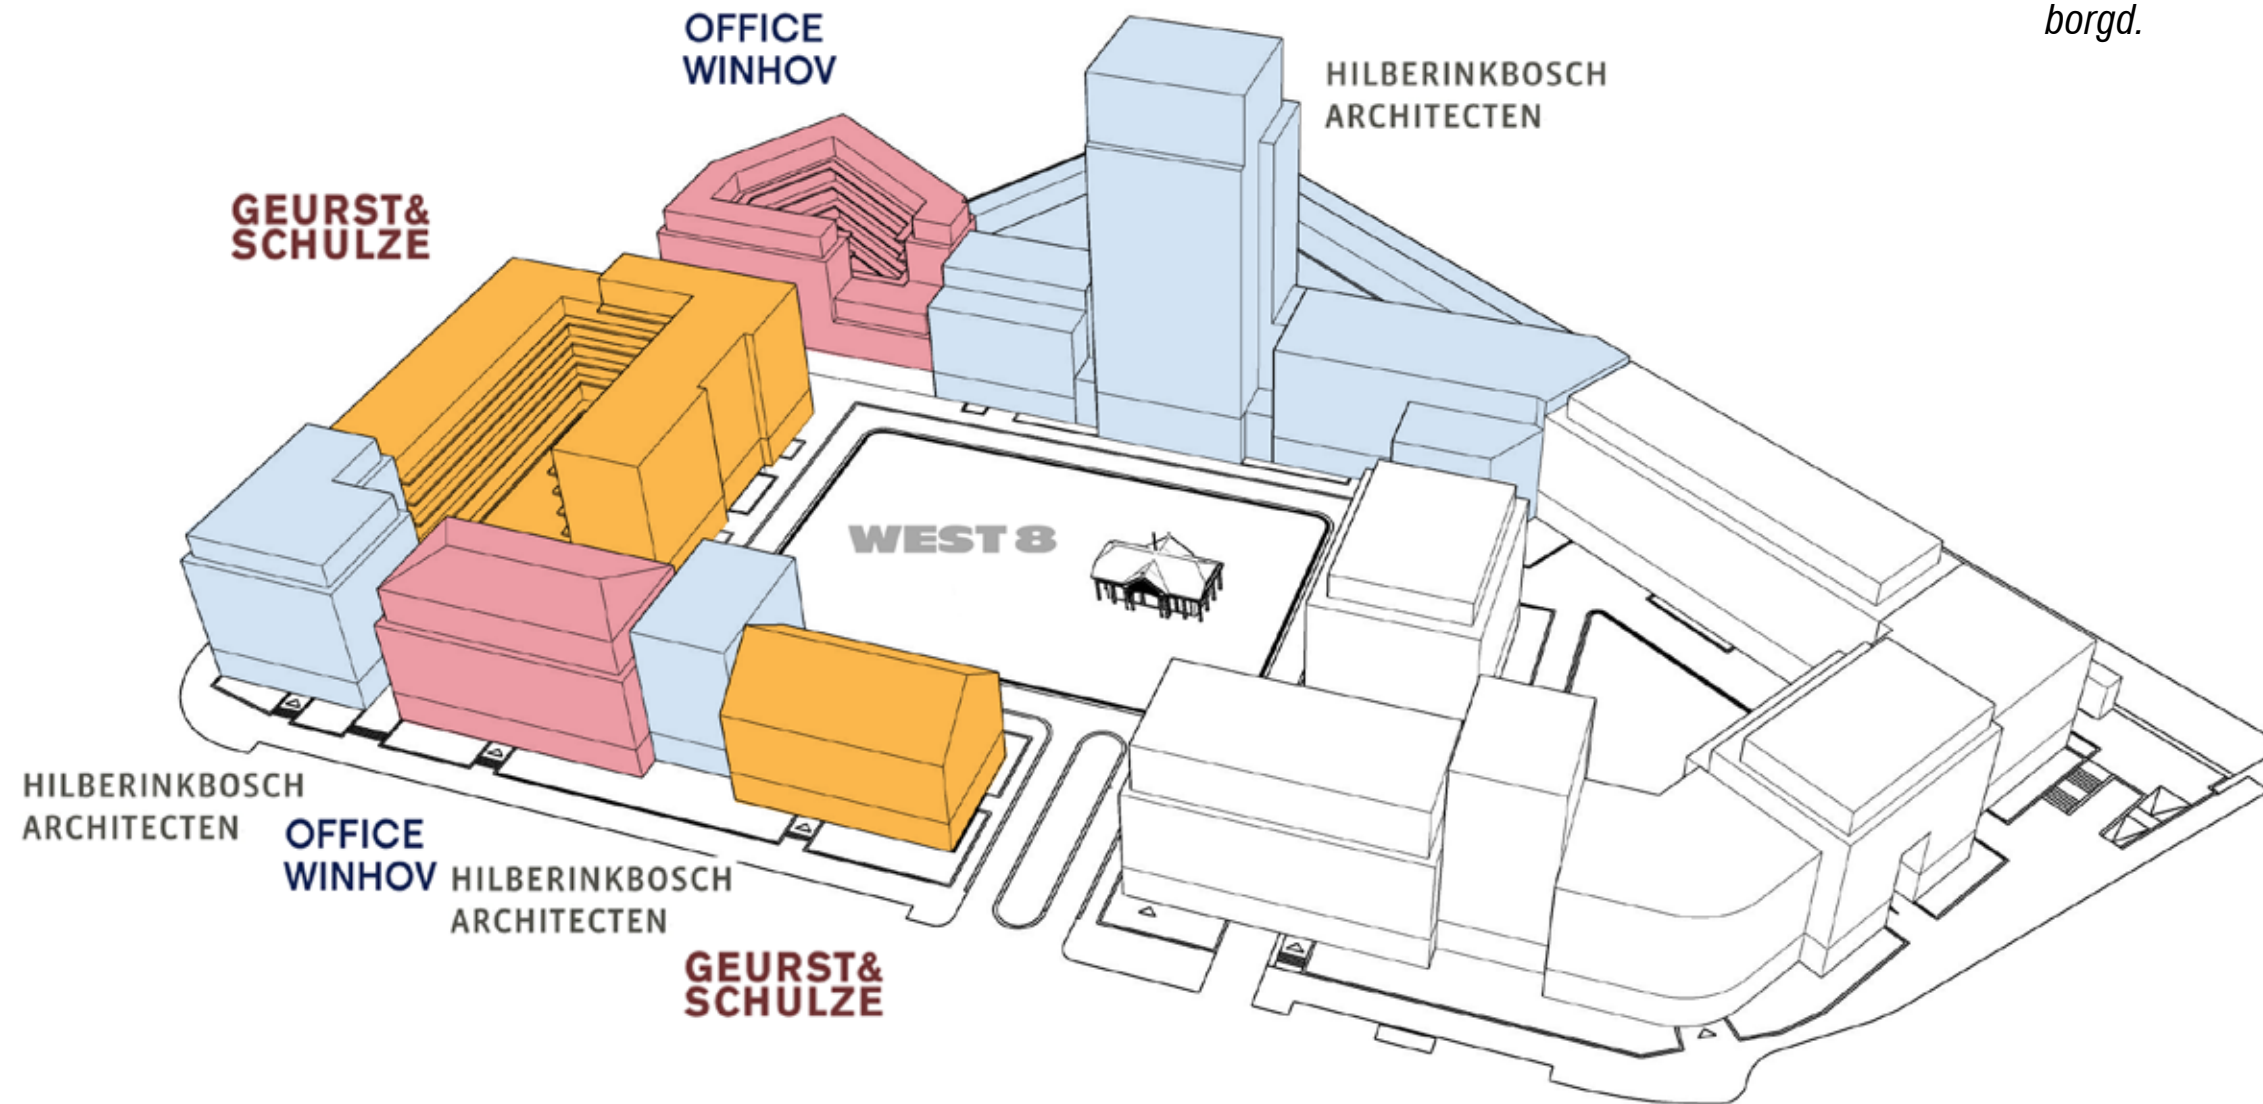 borgd.
OFFICE
WINHOV
HILBERINKBOSCH
ARCHITECTEN
GEURST&
SCHULZE
WEST 8
HILBERINKBOSCH
ARCHITECTEN
OFFICE
WINHOV
HILBERINKBOSCH
ARCHITECTEN
GEURST&
SCHULZE